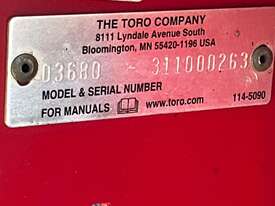 THE TORO COMPANY
8111 Lyndale Avenue South
Bloomington, MN 55420-1196 USA
03680 - 311000263
MODEL & SERIAL NUMBER
FOR MANUALS www.toro.com 114-5090